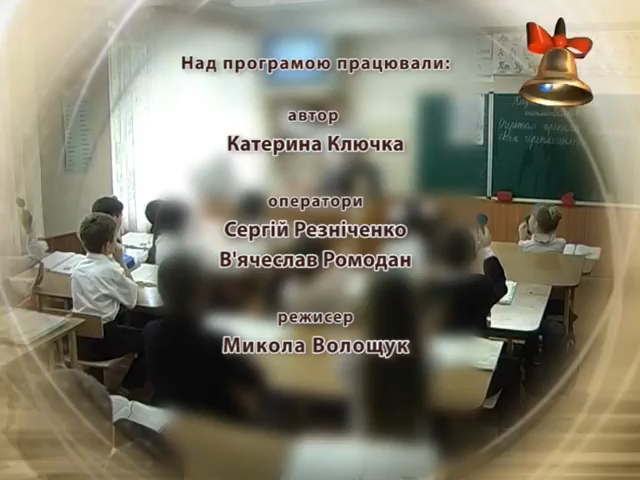 Над програмою працювали:
автор
Катерина Ключка
оператори
Сергій Резніченко
В'ячеслав Ромодан
режисер
Микола Волощук